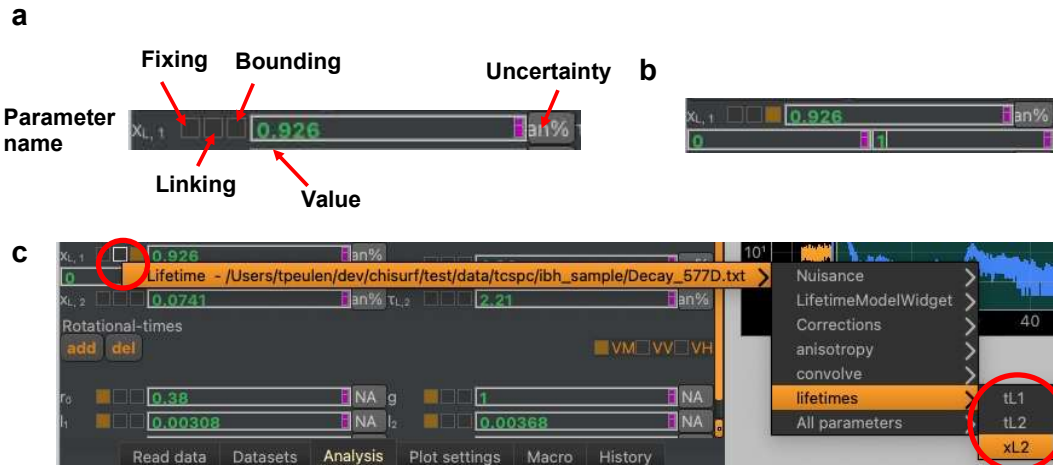 a
Fixing Bounding
Uncertainty b
Parameter
name
xL, 1 0.926 an%
xL, 1 0.926 an%
0 1
Linking
Value
c
xL, 1 0.926 an%
0 Lifetime - /Users/tpeulen/dev/chisurf/test/data/tcspc/ibh_sample/Decay_577D.txt
xL, 2 0.0741 an% τL,2 2.21 an%
Rotational-times
add del VM VV VH
r0 0.38 NA g 1 NA
l1 0.00308 NA l2 0.00368 NA
Read data Datasets Analysis Plot settings Macro History
10¹
40
Nuisance
LifetimeModelWidget
Corrections
anisotropy
convolve
lifetimes
All parameters
tL1
tL2
xL2